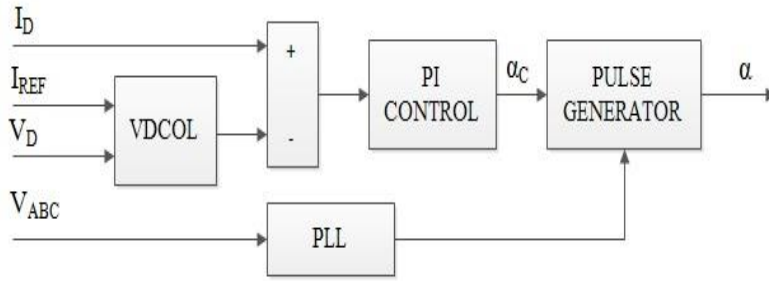 I_D
I_REF
V_D
VDCOL
+
-
PI
CONTROL
α_C
PULSE
GENERATOR
α
V_ABC
PLL